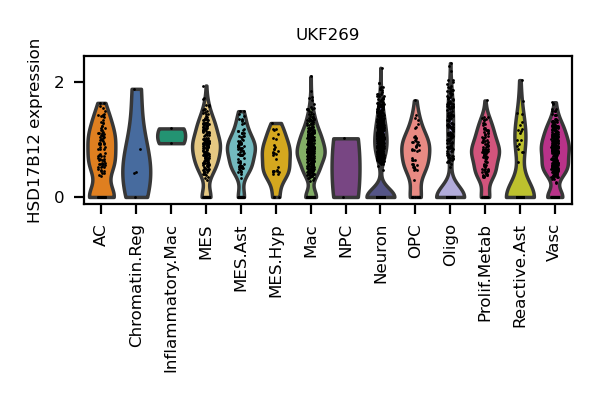 UKF269
HSD17B12 expression
2
0
AC
Chromatin.Reg
Inflammatory.Mac
MES
MES.Ast
MES.Hyp
Mac
NPC
Neuron
OPC
Oligo
Prolif.Metab
Reactive.Ast
Vasc